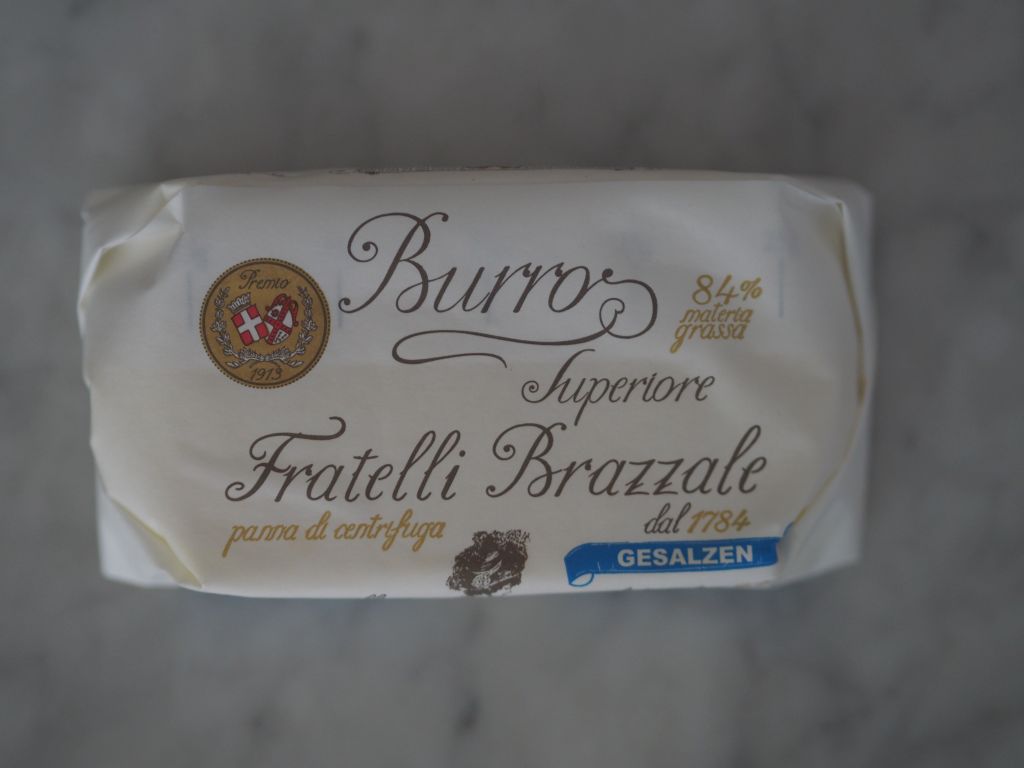 Premio
1913
Burro
84%
materia
grassa
Superiore
Fratelli Brazzale
panna di centrifuga
dal 1784
GESALZEN